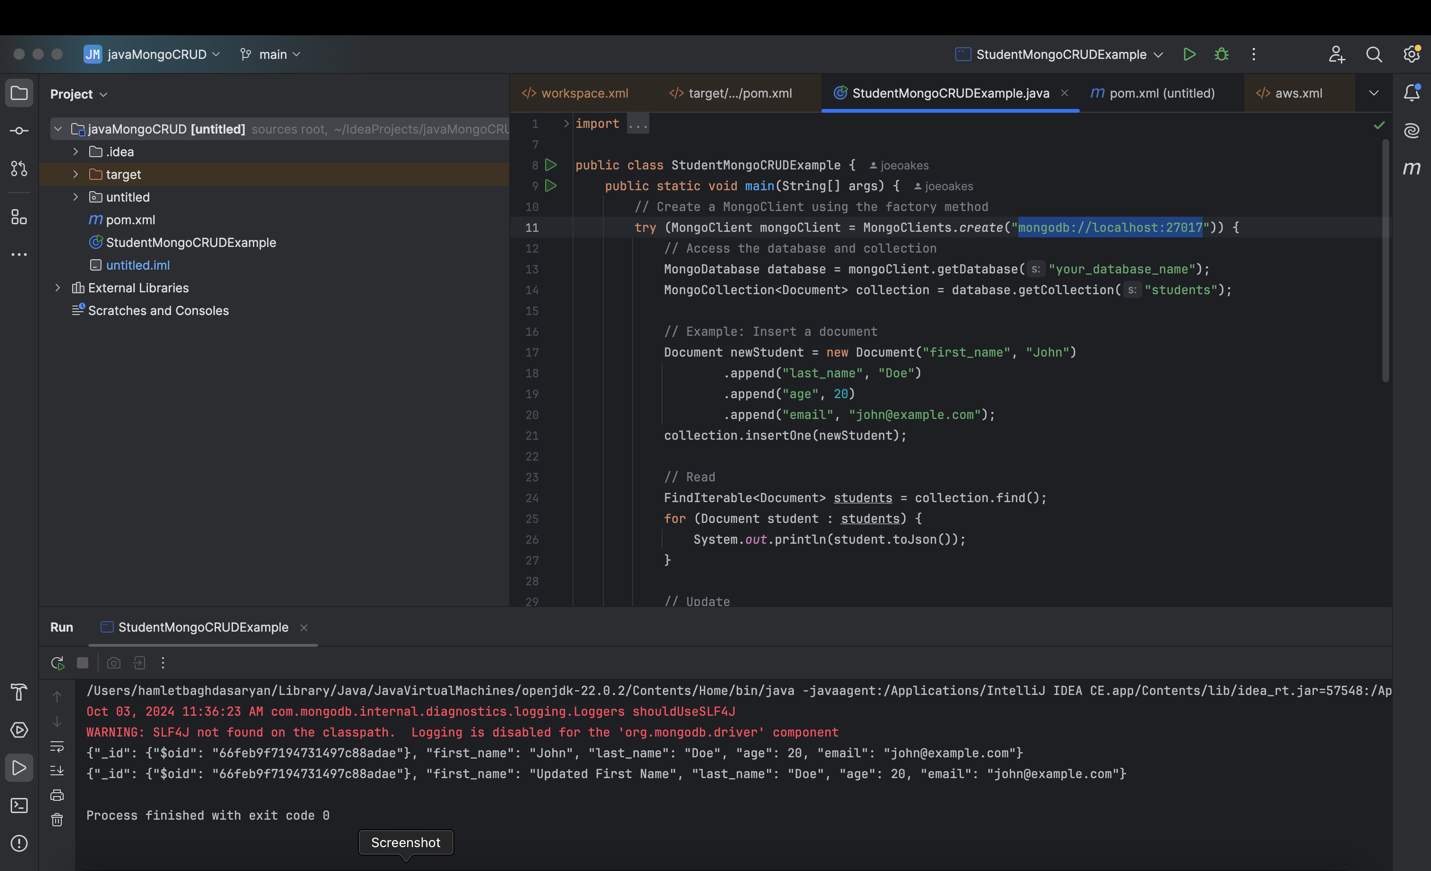 JM javaMongoCRUD main StudentMongoCRUDExample
Project
workspace.xml target/.../pom.xml StudentMongoCRUDExample.java pom.xml (untitled) aws.xml
javaMongoCRUD [untitled] sources root, ~/IdeaProjects/javaMongoCRU
.idea
target
untitled
pom.xml
StudentMongoCRUDExample
untitled.iml
External Libraries
Scratches and Consoles
1 import ...
7
8 public class StudentMongoCRUDExample { joeoakes
9 public static void main(String[] args) { joeoakes
10 // Create a MongoClient using the factory method
11 try (MongoClient mongoClient = MongoClients.create("mongodb://localhost:27017")) {
12 // Access the database and collection
13 MongoDatabase database = mongoClient.getDatabase( s: "your_database_name");
14 MongoCollection<Document> collection = database.getCollection( s: "students");
15
16 // Example: Insert a document
17 Document newStudent = new Document("first_name", "John")
18 .append("last_name", "Doe")
19 .append("age", 20)
20 .append("email", "john@example.com");
21 collection.insertOne(newStudent);
22
23 // Read
24 FindIterable<Document> students = collection.find();
25 for (Document student : students) {
26 System.out.println(student.toJson());
27 }
28
29 // Update
Run StudentMongoCRUDExample
/Users/hamletbaghdasaryan/Library/Java/JavaVirtualMachines/openjdk-22.0.2/Contents/Home/bin/java -javaagent:/Applications/IntelliJ IDEA CE.app/Contents/lib/idea_rt.jar=57548:/Ap
Oct 03, 2024 11:36:23 AM com.mongodb.internal.diagnostics.logging.Loggers shouldUseSLF4J
WARNING: SLF4J not found on the classpath.  Logging is disabled for the 'org.mongodb.driver' component
{"_id": {"$oid": "66feb9f7194731497c88adae"}, "first_name": "John", "last_name": "Doe", "age": 20, "email": "john@example.com"}
{"_id": {"$oid": "66feb9f7194731497c88adae"}, "first_name": "Updated First Name", "last_name": "Doe", "age": 20, "email": "john@example.com"}
Process finished with exit code 0
Screenshot